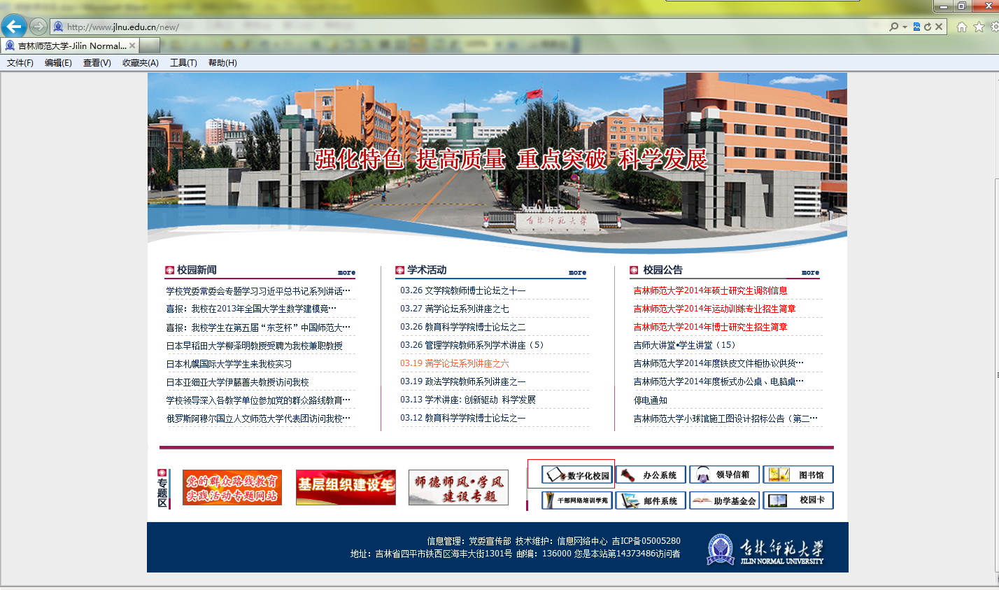 http://www.jlnu.edu.cn/new/
吉林师范大学-Jilin Normal...
文件(F) 编辑(E) 查看(V) 收藏夹(A) 工具(T) 帮助(H)
强化特色 提高质量 重点突破 科学发展
吉林师范大学
校园新闻 more
学校党委常委会专题学习习近平总书记系列讲话…
喜报：我校在2013年全国大学生数学建模竞…
喜报：我校学生在第五届“东芝杯”中国师范大…
日本早稻田大学柳泽明教授受聘为我校兼职教授
日本札幌国际大学学生来我校实习
日本亚细亚大学伊藤善夫教授访问我校
学校领导深入各教学单位参加党的群众路线教育…
俄罗斯阿穆尔国立人文师范大学代表团访问我校…
学术活动 more
03.26 文学院教师博士论坛之十一
03.27 满学论坛系列讲座之七
03.26 教育科学学院博士论坛之二
03.26 管理学院教师系列学术讲座（5）
03.19 满学论坛系列讲座之六
03.19 政法学院教师系列讲座之一
03.13 学术讲座: 创新驱动 科学发展
03.12 教育科学学院博士论坛之一
校园公告 more
吉林师范大学2014年硕士研究生调剂信息
吉林师范大学2014年运动训练专业招生简章
吉林师范大学2014年博士研究生招生简章
吉师大讲堂•学生讲堂（15）
吉林师范大学2014年度铁皮文件柜协议供货…
吉林师范大学2014年度板式办公桌、电脑桌…
停电通知
吉林师范大学小球馆施工图设计招标公告（第二…
专题区
党的群众路线教育
实践活动专题网站
基层组织建设年
师德师风·学风
建设专题
数字化校园 办公系统 领导信箱 图书馆
干部网络培训学苑 邮件系统 助学基金会 校园卡
信息管理：党委宣传部 技术维护：信息网络中心 吉ICP备05005280
地址：吉林省四平市铁西区海丰大街1301号 邮编：136000 您是本站第14373486访问者
吉林师范大学
JILIN NORMAL UNIVERSITY